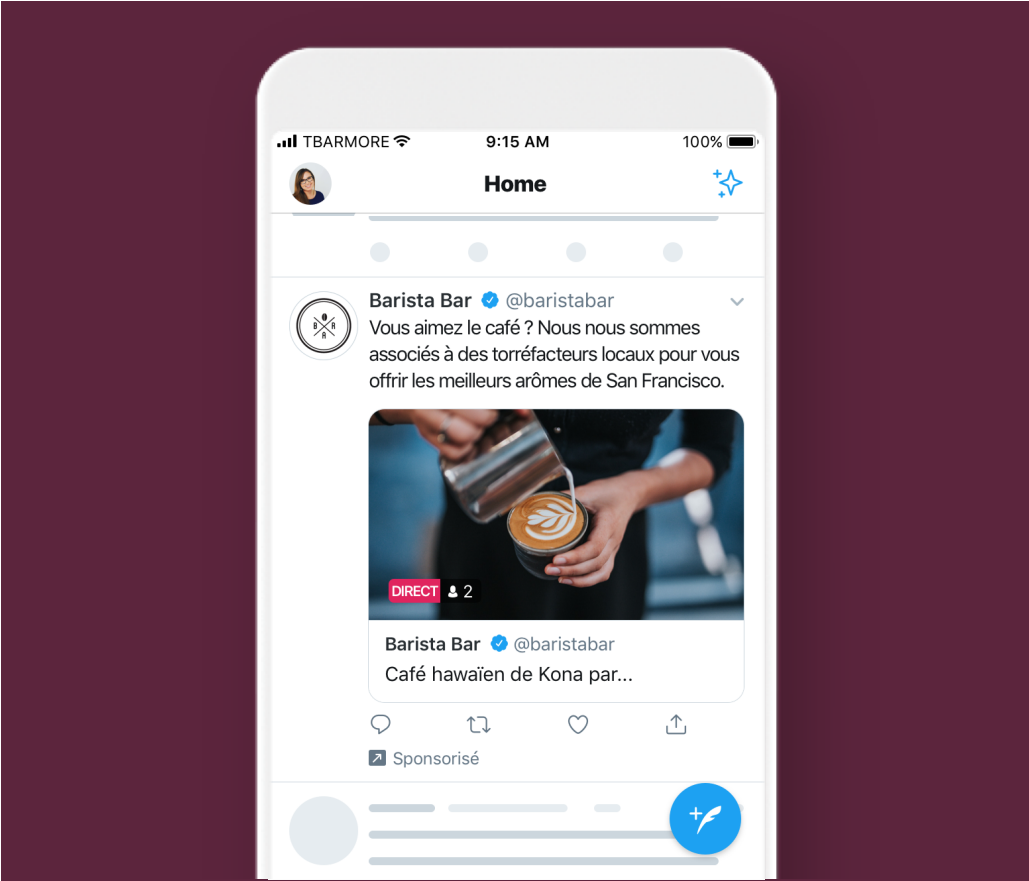 TBARMORE 9:15 AM 100%
Home
Barista Bar @baristabar
Vous aimez le café ? Nous nous sommes
associés à des torréfacteurs locaux pour vous
offrir les meilleurs arômes de San Francisco.
B A R
A
DIRECT 2
Barista Bar @baristabar
Café hawaïen de Kona par...
Sponsorisé